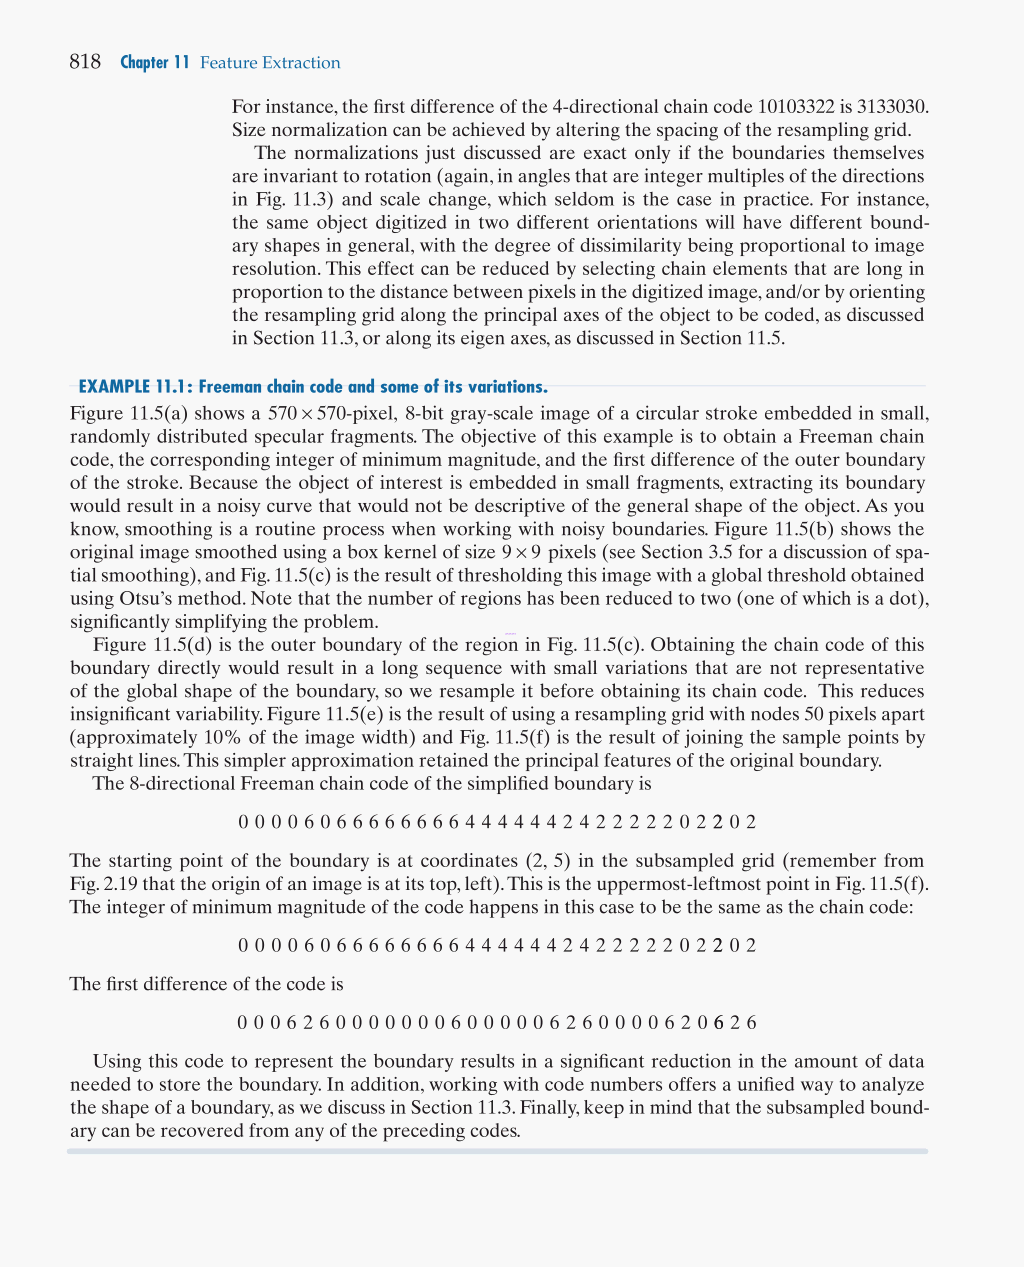 818 Chapter 11 Feature Extraction
For instance, the first difference of the 4-directional chain code 10103322 is 3133030.
Size normalization can be achieved by altering the spacing of the resampling grid.
The normalizations just discussed are exact only if the boundaries themselves
are invariant to rotation (again, in angles that are integer multiples of the directions
in Fig. 11.3) and scale change, which seldom is the case in practice. For instance,
the same object digitized in two different orientations will have different bound-
ary shapes in general, with the degree of dissimilarity being proportional to image
resolution. This effect can be reduced by selecting chain elements that are long in
proportion to the distance between pixels in the digitized image, and/or by orienting
the resampling grid along the principal axes of the object to be coded, as discussed
in Section 11.3, or along its eigen axes, as discussed in Section 11.5.
EXAMPLE 11.1: Freeman chain code and some of its variations.
Figure 11.5(a) shows a 570 × 570-pixel, 8-bit gray-scale image of a circular stroke embedded in small,
randomly distributed specular fragments. The objective of this example is to obtain a Freeman chain
code, the corresponding integer of minimum magnitude, and the first difference of the outer boundary
of the stroke. Because the object of interest is embedded in small fragments, extracting its boundary
would result in a noisy curve that would not be descriptive of the general shape of the object. As you
know, smoothing is a routine process when working with noisy boundaries. Figure 11.5(b) shows the
original image smoothed using a box kernel of size 9 × 9 pixels (see Section 3.5 for a discussion of spa-
tial smoothing), and Fig. 11.5(c) is the result of thresholding this image with a global threshold obtained
using Otsu's method. Note that the number of regions has been reduced to two (one of which is a dot),
significantly simplifying the problem.
Figure 11.5(d) is the outer boundary of the region in Fig. 11.5(c). Obtaining the chain code of this
boundary directly would result in a long sequence with small variations that are not representative
of the global shape of the boundary, so we resample it before obtaining its chain code. This reduces
insignificant variability. Figure 11.5(e) is the result of using a resampling grid with nodes 50 pixels apart
(approximately 10% of the image width) and Fig. 11.5(f) is the result of joining the sample points by
straight lines. This simpler approximation retained the principal features of the original boundary.
The 8-directional Freeman chain code of the simplified boundary is
0 0 0 0 6 0 6 6 6 6 6 6 6 6 4 4 4 4 4 4 2 4 2 2 2 2 2 0 2 2 0 2
The starting point of the boundary is at coordinates (2, 5) in the subsampled grid (remember from
Fig. 2.19 that the origin of an image is at its top, left). This is the uppermost-leftmost point in Fig. 11.5(f).
The integer of minimum magnitude of the code happens in this case to be the same as the chain code:
0 0 0 0 6 0 6 6 6 6 6 6 6 6 4 4 4 4 4 4 2 4 2 2 2 2 2 0 2 2 0 2
The first difference of the code is
0 0 0 6 2 6 0 0 0 0 0 0 0 6 0 0 0 0 0 6 2 6 0 0 0 0 6 2 0 6 2 6
Using this code to represent the boundary results in a significant reduction in the amount of data
needed to store the boundary. In addition, working with code numbers offers a unified way to analyze
the shape of a boundary, as we discuss in Section 11.3. Finally, keep in mind that the subsampled bound-
ary can be recovered from any of the preceding codes.